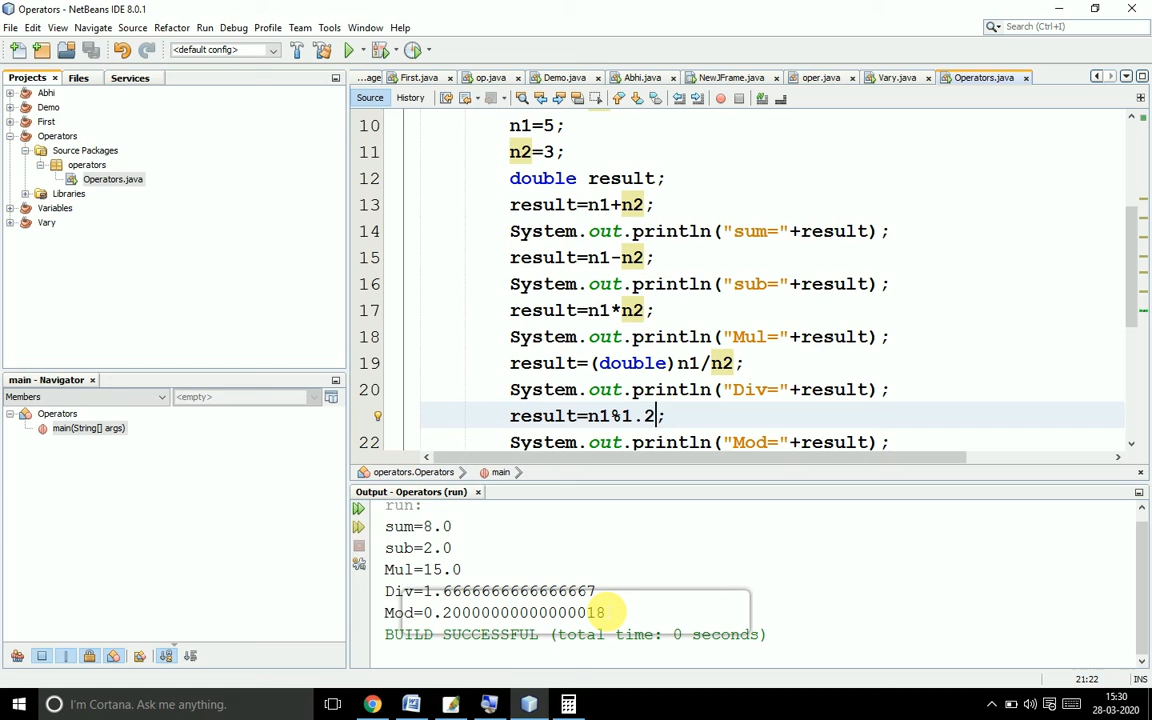 Operators - NetBeans IDE 8.0.1
File Edit View Navigate Source Refactor Run Debug Profile Team Tools Window Help
Search (Ctrl+I)
<default config>
Projects Files Services
...age First.java op.java Demo.java Abhi.java NewJFrame.java oper.java Vary.java Operators.java
Source History
Abhi
Demo
First
Operators
Source Packages
operators
Operators.java
Libraries
Variables
Vary
10 n1=5;
11 n2=3;
12 double result;
13 result=n1+n2;
14 System.out.println("sum="+result);
15 result=n1-n2;
16 System.out.println("sub="+result);
17 result=n1*n2;
18 System.out.println("Mul="+result);
19 result=(double)n1/n2;
20 System.out.println("Div="+result);
result=n1%1.2;
22 System.out.println("Mod="+result);
main - Navigator
Members <empty>
Operators
main(String[] args)
operators.Operators main
Output - Operators (run)
run:
sum=8.0
sub=2.0
Mul=15.0
Div=1.6666666666666667
Mod=0.20000000000000018
BUILD SUCCESSFUL (total time: 0 seconds)
21:22 INS
I'm Cortana. Ask me anything.
15:30
28-03-2020